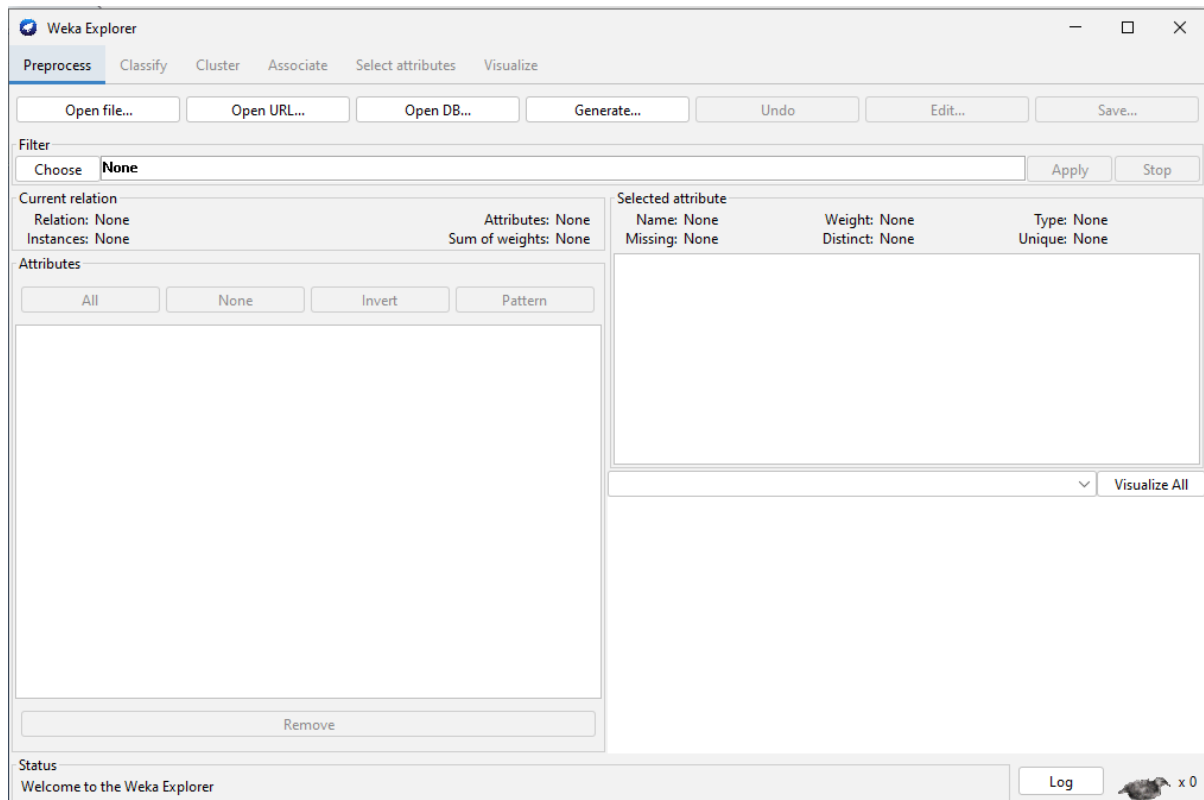 Weka Explorer
Preprocess Classify Cluster Associate Select attributes Visualize
Open file... Open URL... Open DB... Generate... Undo Edit... Save...
Filter
Choose None Apply Stop
Current relation
Relation: None Attributes: None
Instances: None Sum of weights: None
Attributes
All None Invert Pattern
Remove
Selected attribute
Name: None Weight: None Type: None
Missing: None Distinct: None Unique: None
Visualize All
Status
Welcome to the Weka Explorer
Log x 0